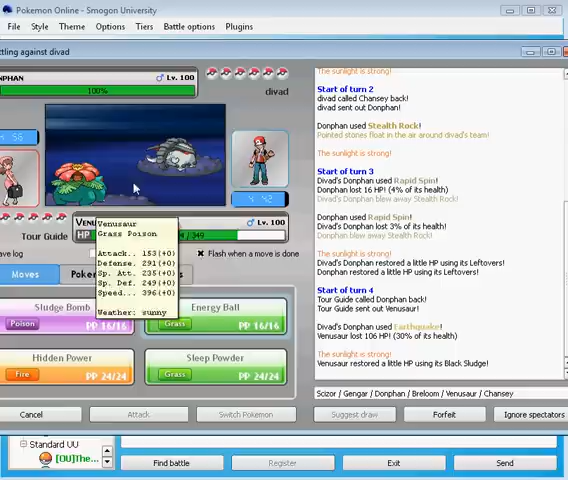 Pokemon Online - Smogon University
File Style Theme Options Tiers Battle options Plugins
ttling against divad
ONPHAN Lv. 100
100%
divad
The sunlight is strong!
Start of turn 2
divad called Chansey back!
divad sent out Donphan!
Donphan used Stealth Rock!
Pointed stones float in the air around divad's team!
The sunlight is strong!
Start of turn 3
Divad's Donphan used Rapid Spin!
Donphan lost 16 HP! (4% of its health)
Divad's Donphan blew away Stealth Rock!
Donphan used Rapid Spin!
Divad's Donphan lost 3% of its health!
Donphan blew away Stealth Rock!
Divad's Donphan restored a little HP using its Leftovers!
Donphan restored a little HP using its Leftovers!
Start of turn 4
Tour Guide called Donphan back!
Tour Guide sent out Venusaur!
Divad's Donphan used Earthquake!
Venusaur lost 106 HP! (30% of its health)
The sunlight is strong!
Venusaur restored a little HP using its Black Sludge!
Tour Guide
VENU
HP
/ 349
Lv. 100
Venusaur
Grass Poison
Attack.. 153(+0)
Defense. 291(+0)
Sp. Att. 235(+0)
Sp. Def. 249(+0)
Speed... 396(+0)
Weather: sunny
ave log
Flash when a move is done
Moves
Poke
Sludge Bomb
Poison PP 16/16
Energy Ball
Grass PP 16/16
Hidden Power
Fire PP 24/24
Sleep Powder
Grass PP 24/24
Scizor / Gengar / Donphan / Breloom / Venusaur / Chansey
Cancel Attack Switch Pokemon Suggest draw Forfeit Ignore spectators
Standard UU
[OU]The...
Find battle Register Exit Send